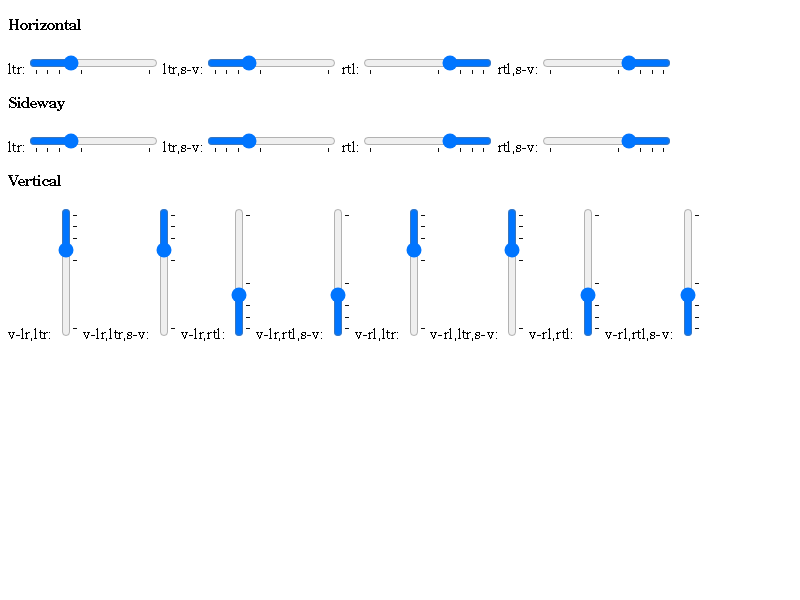 Horizontal
ltr: ltr,s-v: rtl: rtl,s-v:
Sideway
ltr: ltr,s-v: rtl: rtl,s-v:
Vertical
v-lr,ltr: v-lr,ltr,s-v: v-lr,rtl: v-lr,rtl,s-v: v-rl,ltr: v-rl,ltr,s-v: v-rl,rtl: v-rl,rtl,s-v: